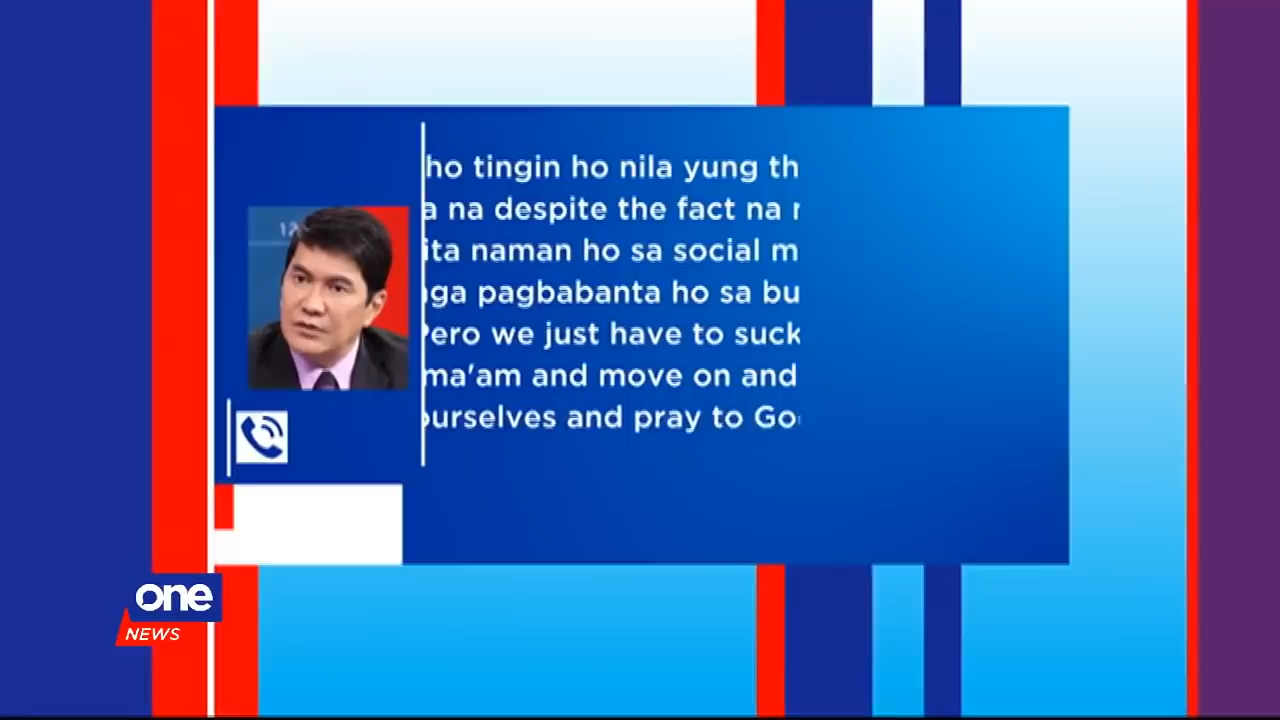 ho tingin ho nila yung th
a na despite the fact na
ita naman ho sa social m
ga pagbabanta ho sa bu
Pero we just have to suck
ma'am and move on and
ourselves and pray to Go
one
NEWS